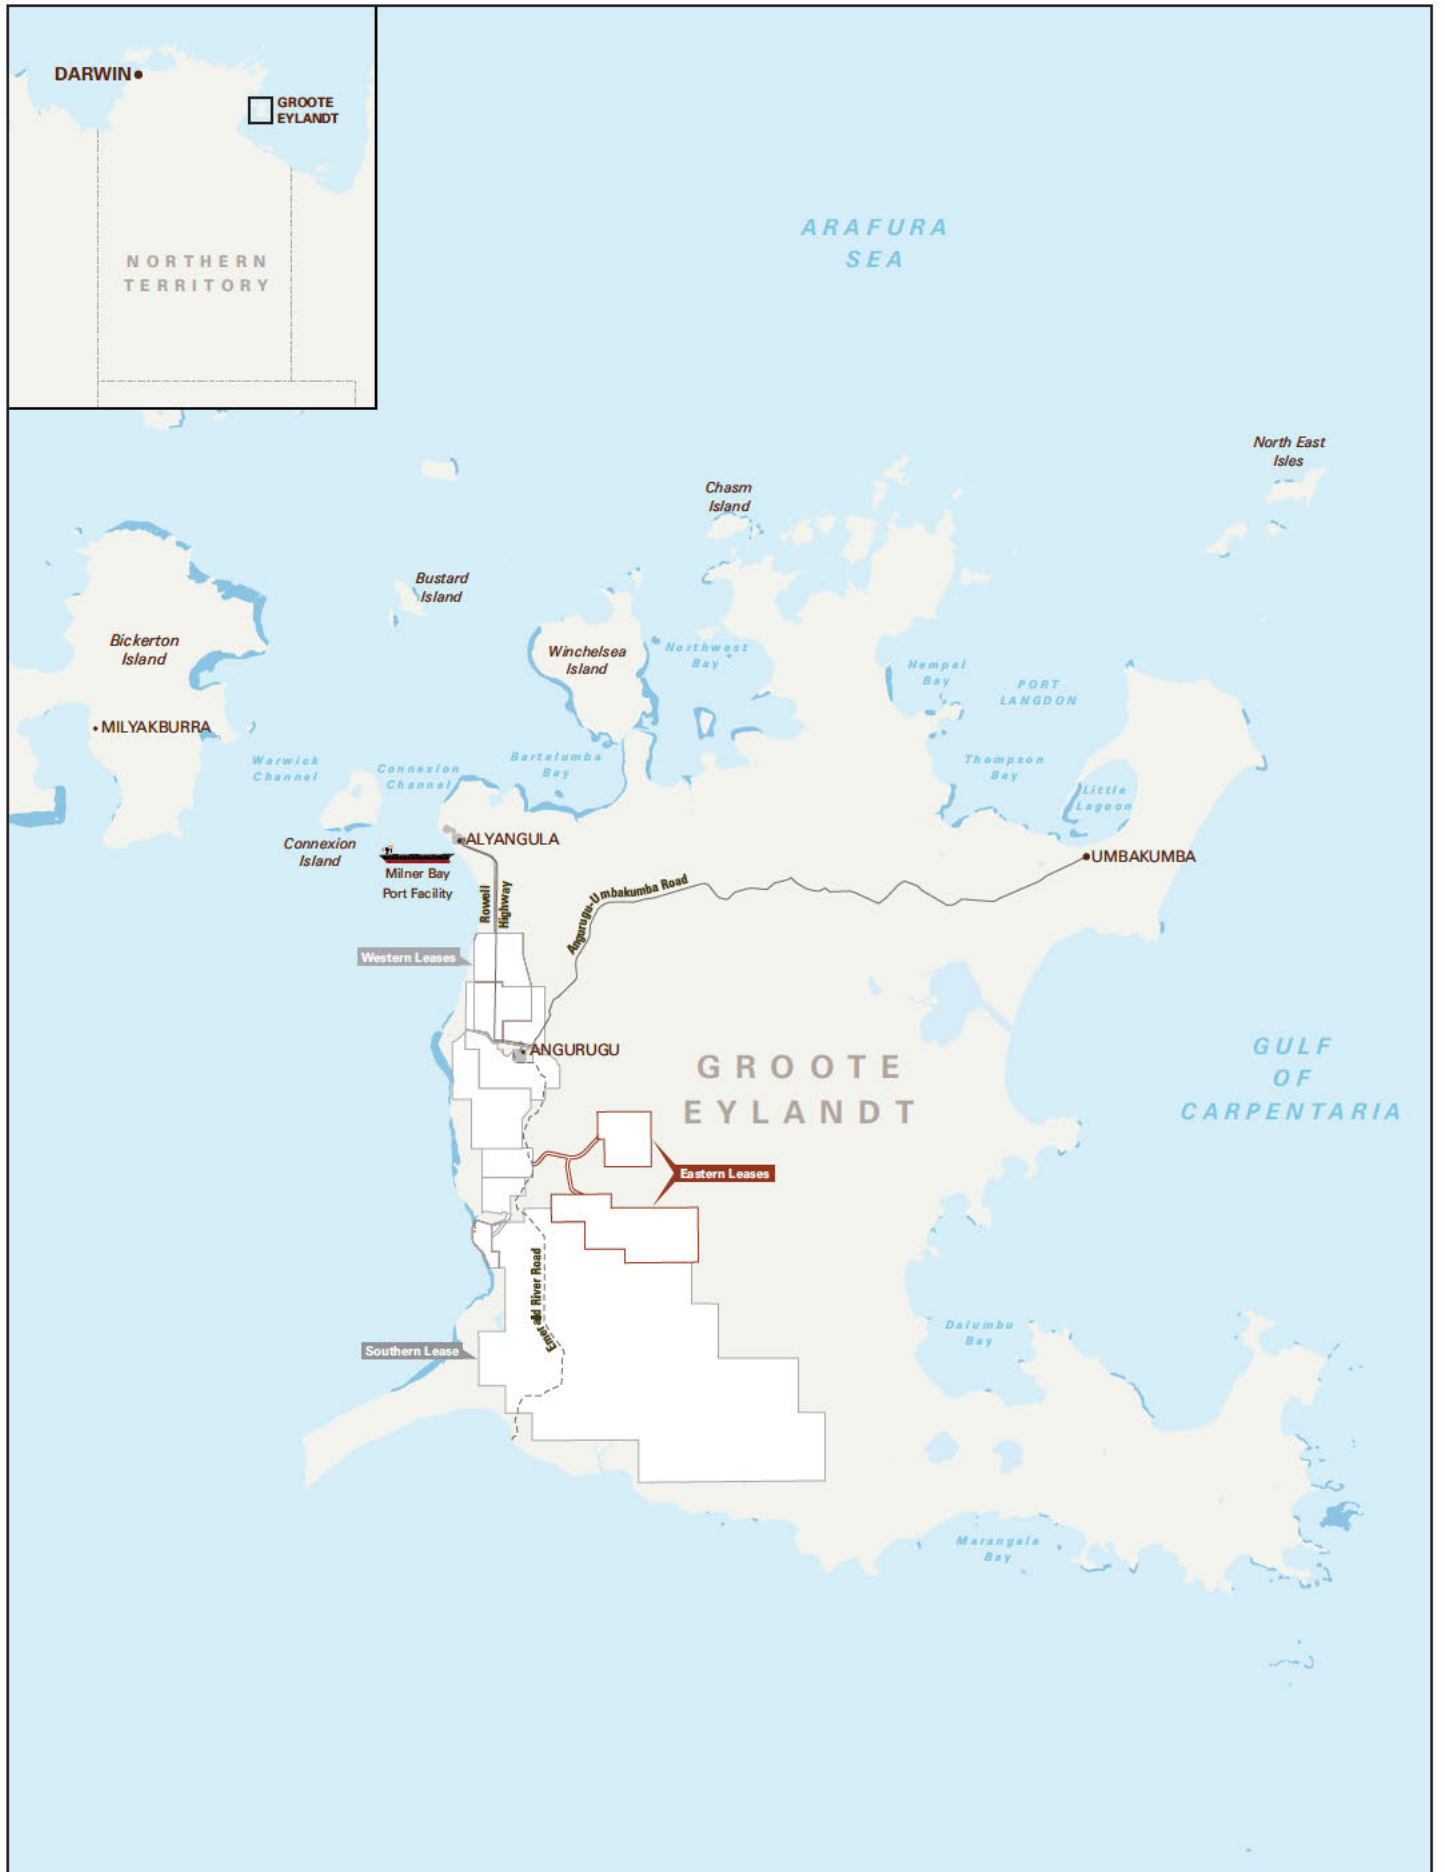 DARWIN
GROOTE
EYLANDT
NORTHERN
TERRITORY
ARAFURA
SEA
North East
Isles
Chasm
Island
Bustard
Island
Bickerton
Island
Winchelsea
Island
Northwest
Bay
Hempel
Bay
PORT
LANGDON
MILYAKBURRA
Warwick
Channel
Connexion
Channel
Bartalumba
Bay
Thompson
Bay
Little
Lagoon
Connexion
Island
ALYANGULA
UMBAKUMBA
Milner Bay
Port Facility
Rowell
Highway
Angurugu-Umbakumba Road
Western Leases
ANGURUGU
GROOTE
EYLANDT
GULF
OF
CARPENTARIA
Eastern Leases
Emerald River Road
Southern Lease
Dalumbu
Bay
Marangala
Bay